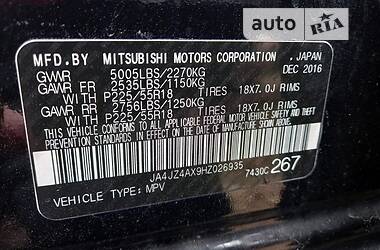 auto RIA
MFD.BY MITSUBISHI MOTORS CORPORATION . JAPAN
GVWR 5005LBS/2270KG DEC 2016
GAWR FR 2535LBS/1150KG
WITH P225/55R18 TIRES 18X7.0J RIMS
GAWR RR 2756LBS/1250KG
WITH P225/55R18 TIRES 18X7.0J RIMS
THIS VEHICLE CONFORMS TO ALL APPLICABLE FEDERAL
MOTOR VEHICLE SAFETY AND THEFT PREVENTION STANDARDS
IN EFFECT ON THE DATE OF MANUFACTURE SHOWN ABOVE.
JA4JZ4AX9HZ026935
7430C 267
VEHICLE TYPE: MPV